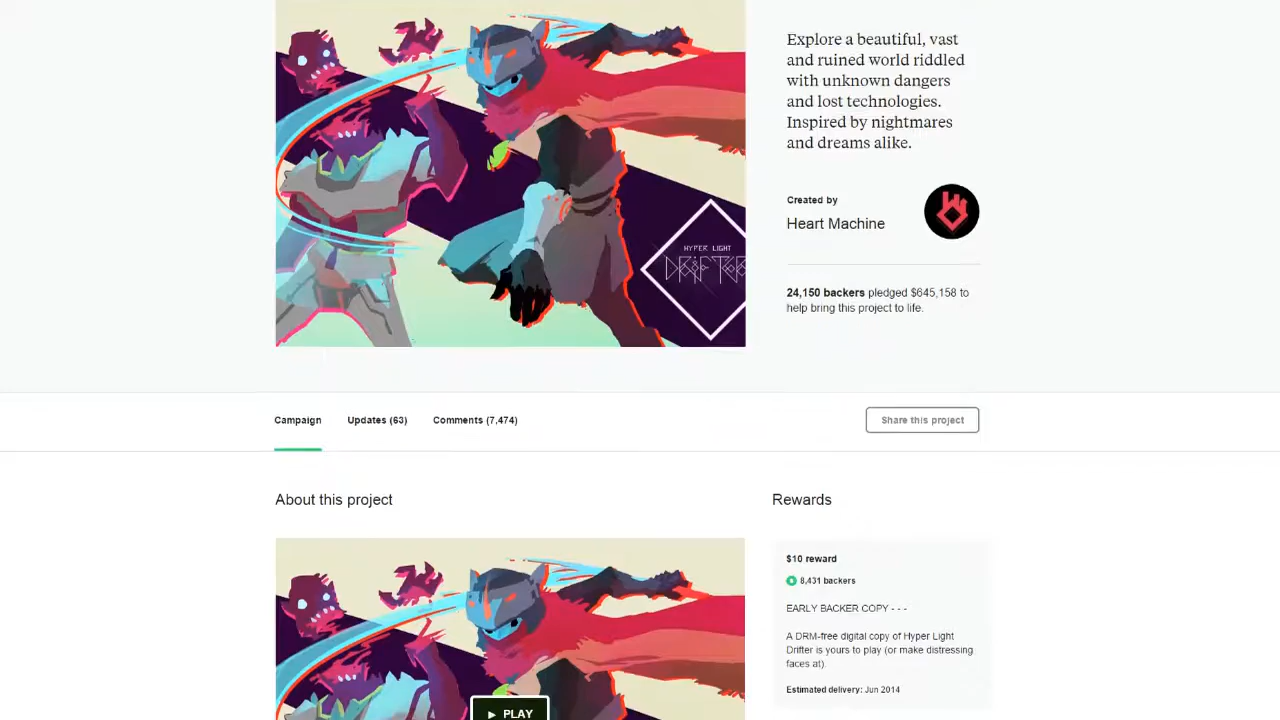 Explore a beautiful, vast
and ruined world riddled
with unknown dangers
and lost technologies.
Inspired by nightmares
and dreams alike.
Created by
Heart Machine
24,150 backers pledged $645,158 to
help bring this project to life.
HYPER LIGHT
DRIFTER
Campaign
Updates (63)
Comments (7,474)
Share this project
About this project
Rewards
$10 reward
8,431 backers
EARLY BACKER COPY - - -
A DRM-free digital copy of Hyper Light
Drifter is yours to play (or make distressing
faces at).
Estimated delivery: Jun 2014
PLAY